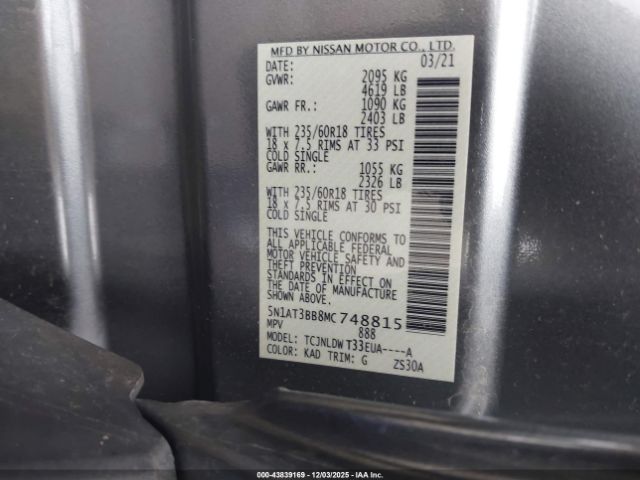 MFD BY NISSAN MOTOR CO., LTD.
DATE: 03/21
GVWR: 2095 KG
4619 LB
GAWR FR.: 1090 KG
2403 LB
WITH 235/60R18 TIRES
18 x 7.5 RIMS AT 33 PSI
COLD SINGLE
GAWR RR.: 1055 KG
2326 LB
WITH 235/60R18 TIRES
18 x 7.5 RIMS AT 30 PSI
COLD SINGLE
THIS VEHICLE CONFORMS TO
ALL APPLICABLE FEDERAL
MOTOR VEHICLE SAFETY AND
THEFT PREVENTION
STANDARDS IN EFFECT ON
THE DATE OF MANUFACTURE
SHOWN ABOVE.
5N1AT3BB8MC748815
MPV 888
MODEL: TCJNLDW T33EUA----A
COLOR: KAD TRIM: G ZS30A
000-43839169 - 12/03/2025 - IAA, Inc.